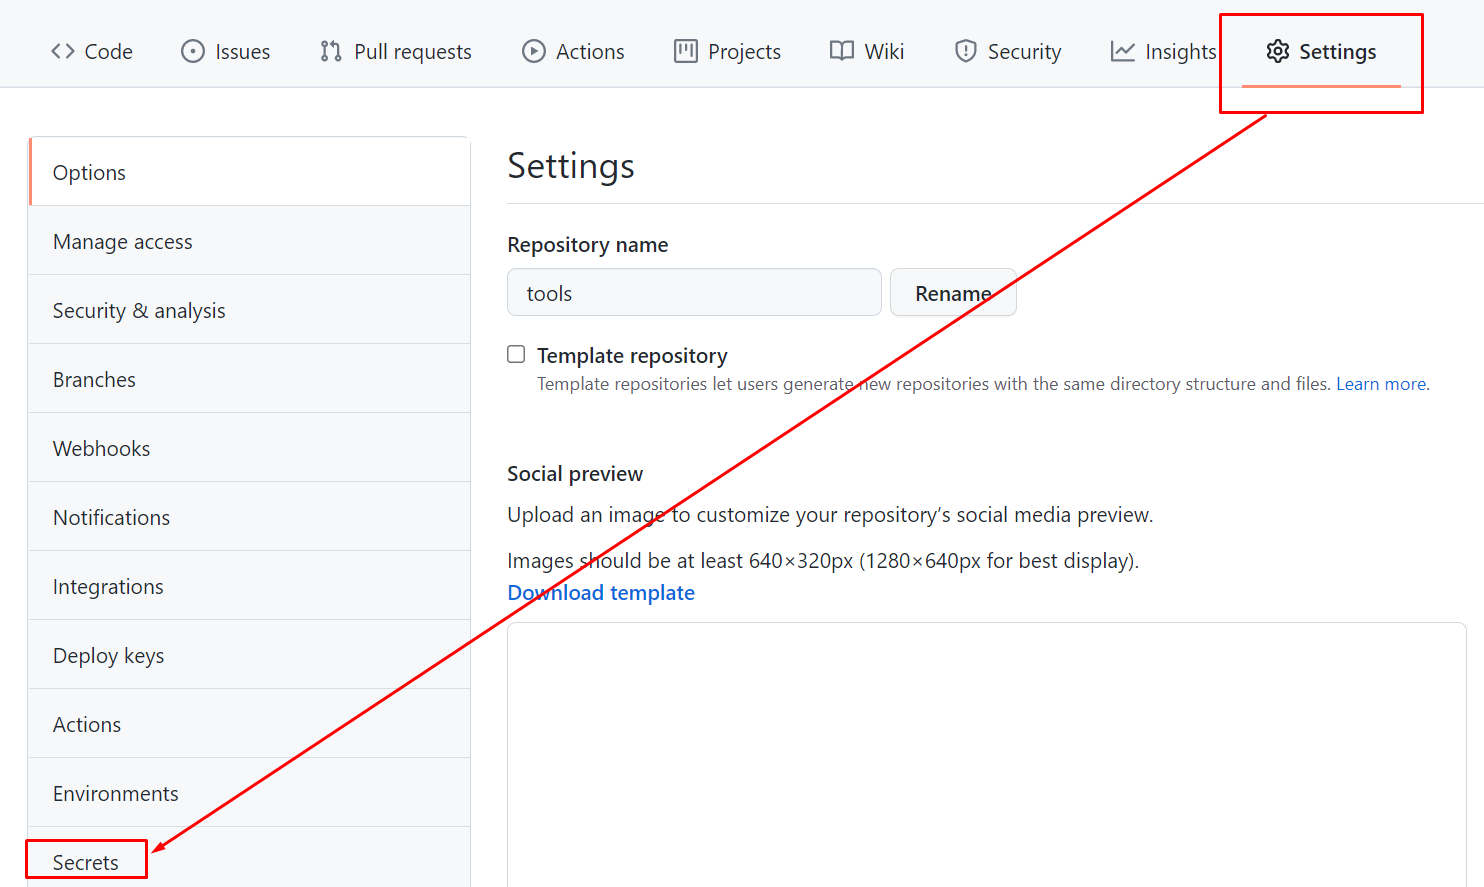 Code Issues Pull requests Actions Projects Wiki Security Insights Settings
Options
Manage access
Security & analysis
Branches
Webhooks
Notifications
Integrations
Deploy keys
Actions
Environments
Secrets
Settings
Repository name
tools Rename
Template repository
Template repositories let users generate new repositories with the same directory structure and files. Learn more.
Social preview
Upload an image to customize your repository’s social media preview.
Images should be at least 640×320px (1280×640px for best display).
Download template